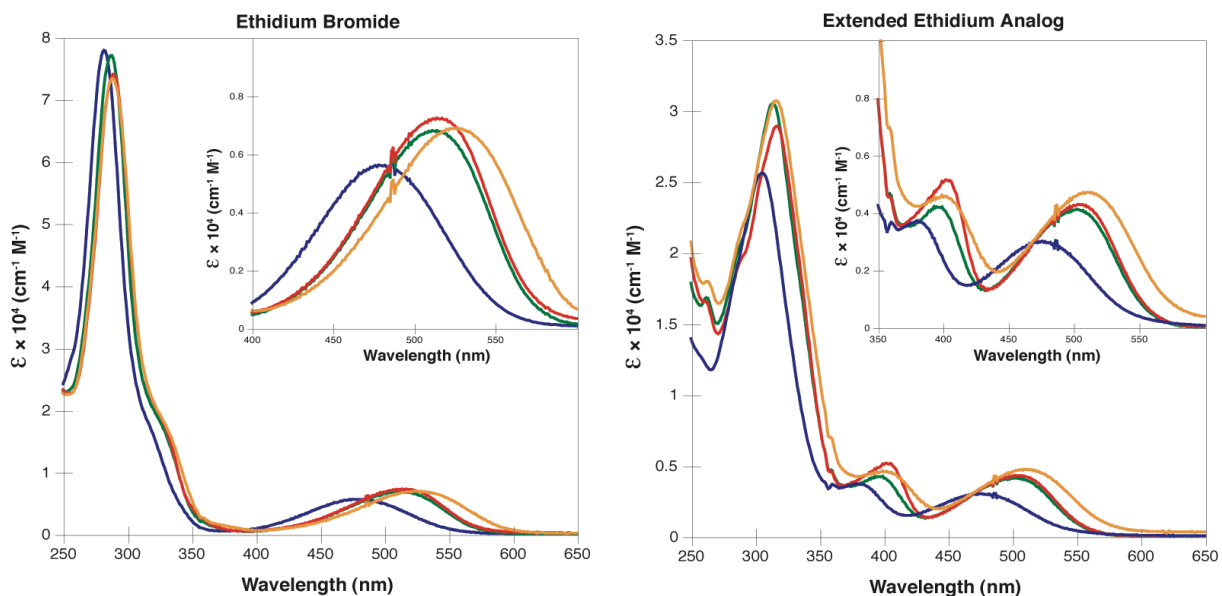 Ethidium Bromide
8
7
6
5
4
3
2
1
0
ε × 10⁴ (cm⁻¹ M⁻¹)
250 300 350 400 450 500 550 600 650
Wavelength (nm)
0.8
0.6
0.4
0.2
0
ε × 10⁴ (cm⁻¹ M⁻¹)
400 450 500 550
Wavelength (nm)
Extended Ethidium Analog
3.5
3
2.5
2
1.5
1
0.5
0
ε × 10⁴ (cm⁻¹ M⁻¹)
250 300 350 400 450 500 550 600 650
Wavelength (nm)
0.8
0.6
0.4
0.2
0
ε × 10⁴ (cm⁻¹ M⁻¹)
350 400 450 500 550 600
Wavelength (nm)